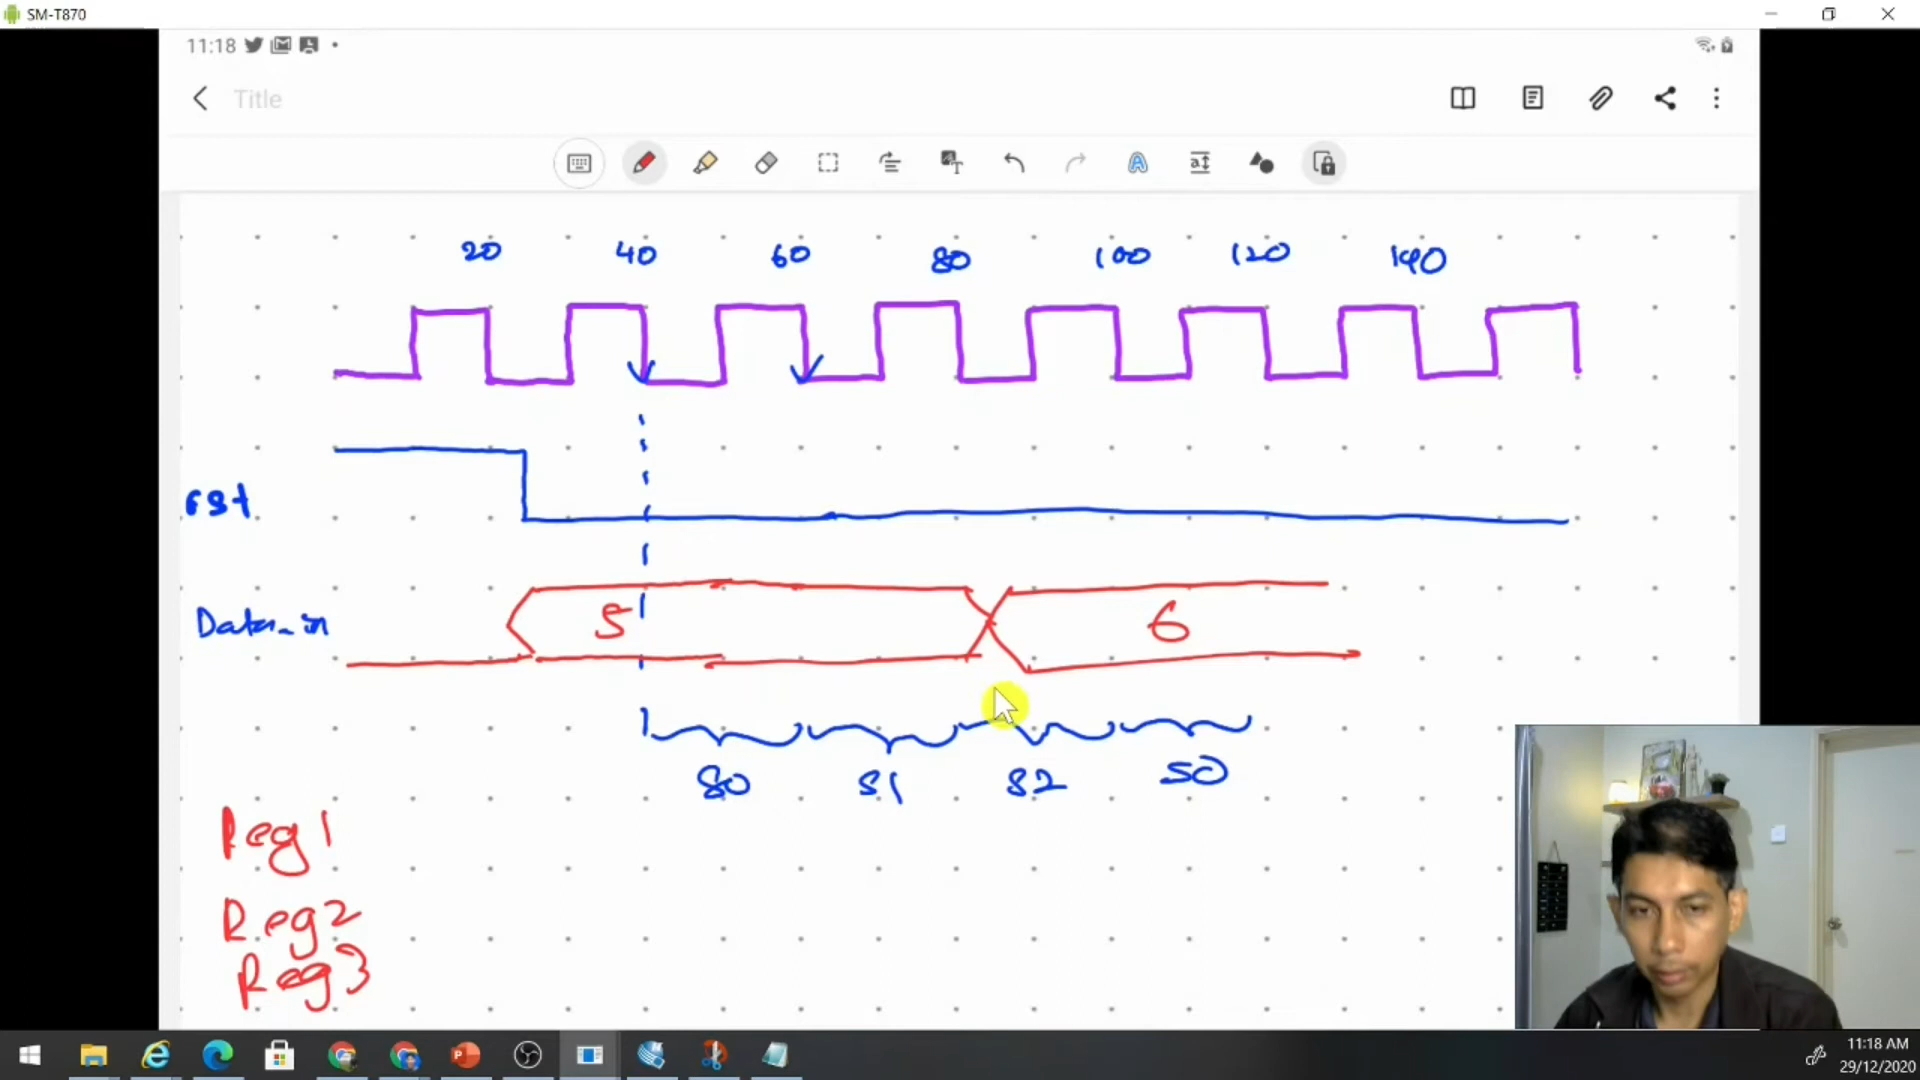 SM-T870
11:18
Title
20 40 60 80 100 120 140
rst
Data_in 5 6
S0 S1 S2 S0
Reg1
Reg2
Reg3
11:18 AM
29/12/2020